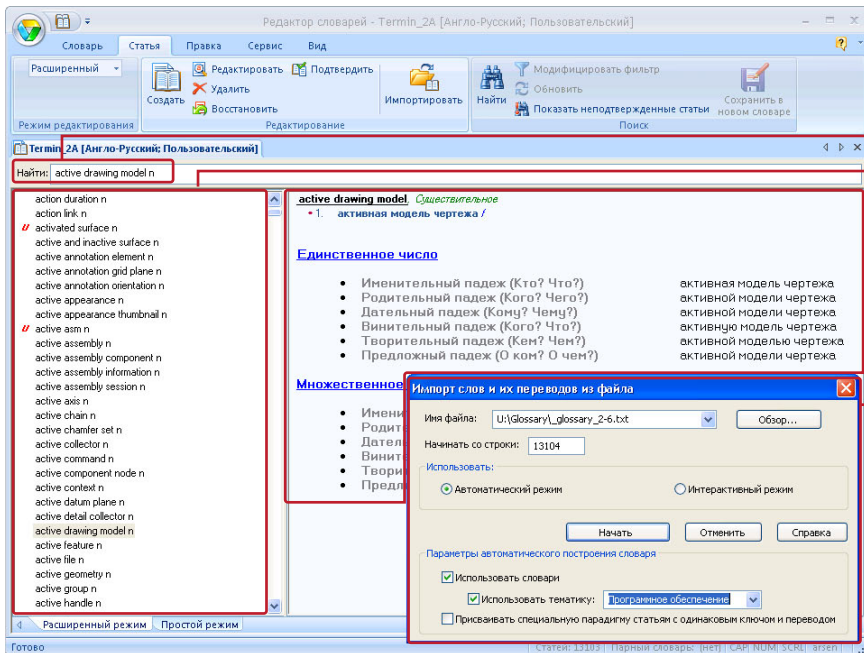 Редактор словарей - Termin_2A [Англо-Русский; Пользовательский]
Словарь Статья Правка Сервис Вид
Расширенный
Режим редактирования
Создать
Редактировать
Удалить
Восстановить
Подтвердить
Импортировать
Редактирование
Найти
Модифицировать фильтр
Обновить
Показать неподтвержденные статьи
Сохранить в
новом словаре
Поиск
Termin_2A [Англо-Русский; Пользовательский]
Найти: active drawing model n
action duration n
action link n
activated surface n
active and inactive surface n
active annotation element n
active annotation grid plane n
active annotation orientation n
active appearance n
active appearance thumbnail n
active asm n
active assembly n
active assembly component n
active assembly information n
active assembly session n
active axis n
active chain n
active chamfer set n
active collector n
active command n
active component node n
active context n
active datum plane n
active detail collector n
active drawing model n
active feature n
active file n
active geometry n
active group n
active handle n
Расширенный режим Простой режим
active drawing model, Существительное
1. активная модель чертежа f
Единственное число
Именительный падеж (Кто? Что?) активная модель чертежа
Родительный падеж (Кого? Чего?) активной модели чертежа
Дательный падеж (Кому? Чему?) активной модели чертежа
Винительный падеж (Кого? Что?) активную модель чертежа
Творительный падеж (Кем? Чем?) активной моделью чертежа
Предложный падеж (О ком? О чем?) активной модели чертежа
Множественное
Импорт слов и их переводов из файла
Имя файла: U:\Glossary\_glossary_2-6.txt Обзор...
Начинать со строки: 13104
Использовать:
Автоматический режим Интерактивный режим
Начать Отменить Справка
Параметры автоматического построения словаря
Использовать словари
Использовать тематику: Программное обеспечение
Присваивать специальную парадигму статьям с одинаковым ключом и переводом
Готово
Статей: 13103 Парный словарь: (нет) CAP NUM SCRL arsen